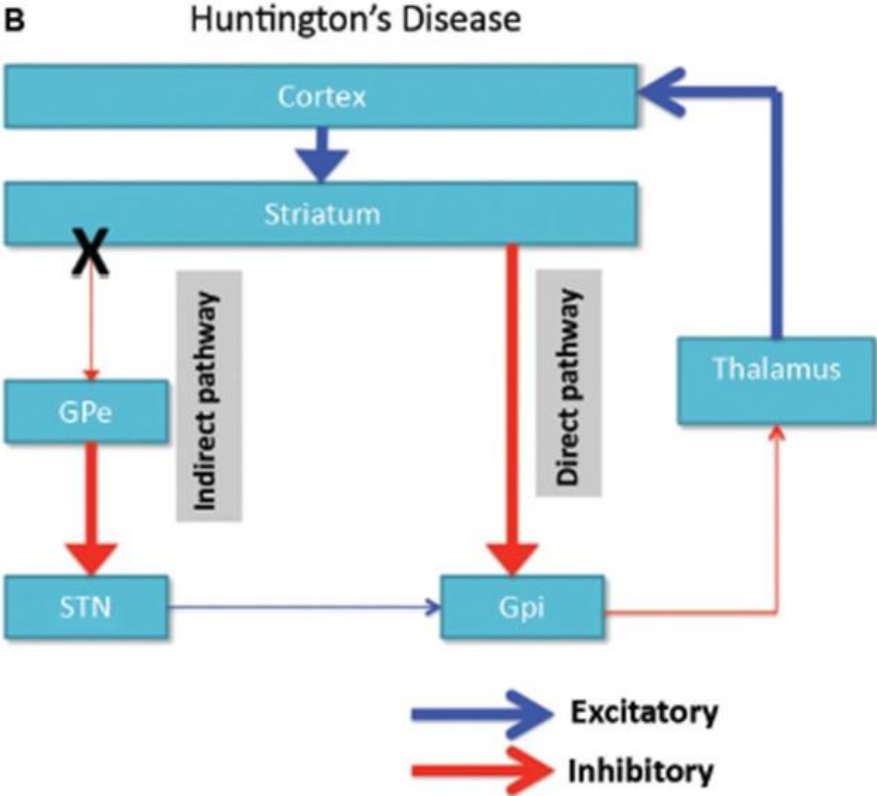 B
Huntington's Disease
Cortex
Striatum
X
Indirect pathway
Direct pathway
Thalamus
GPe
STN
Gpi
Excitatory
Inhibitory